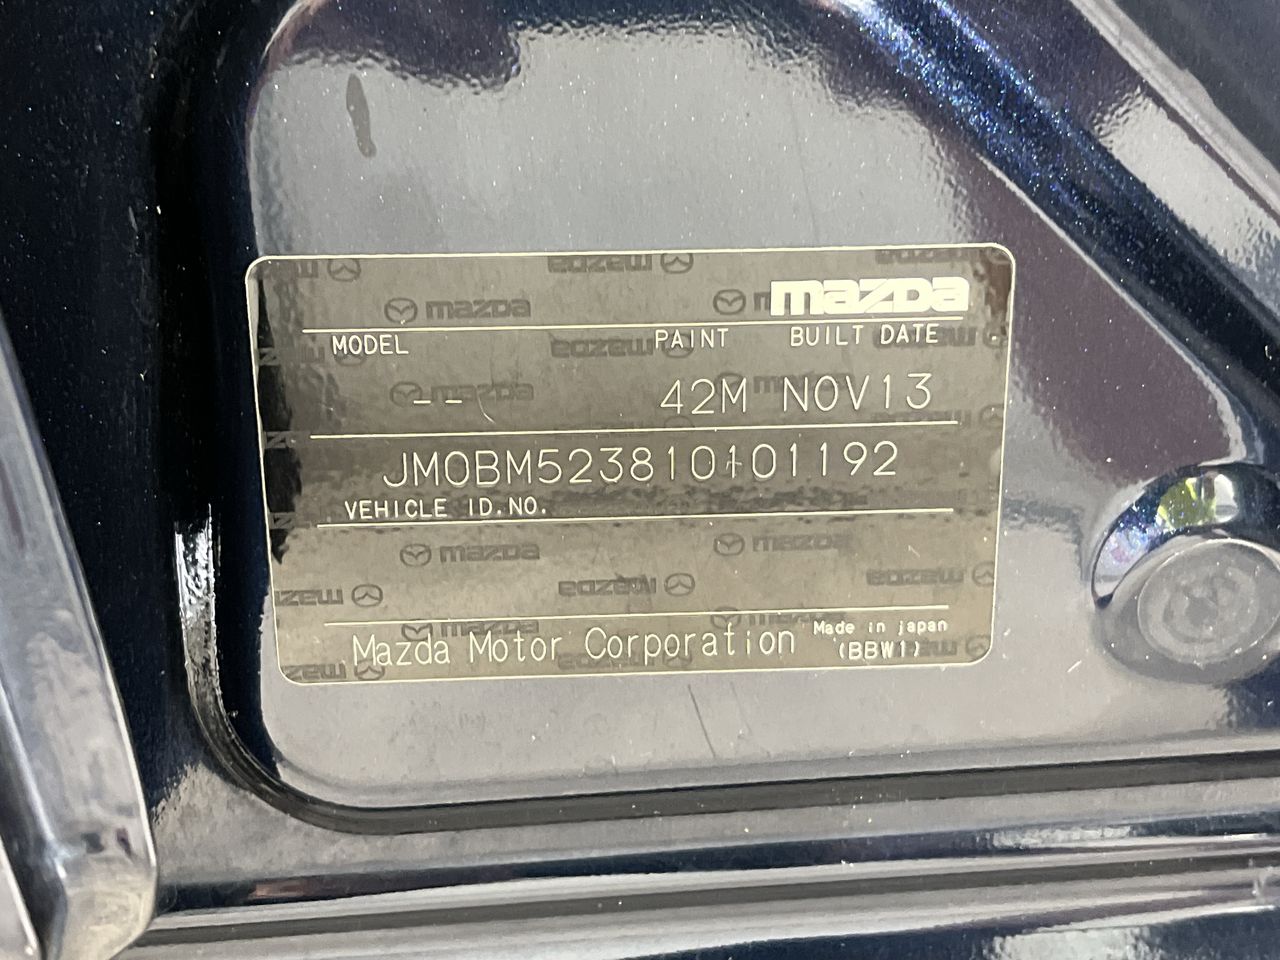 mazda
MODEL PAINT BUILT DATE
-- 42M NOV13
JM0BM523810101192
VEHICLE ID.NO.
Mazda Motor Corporation Made in japan
(BBW1)